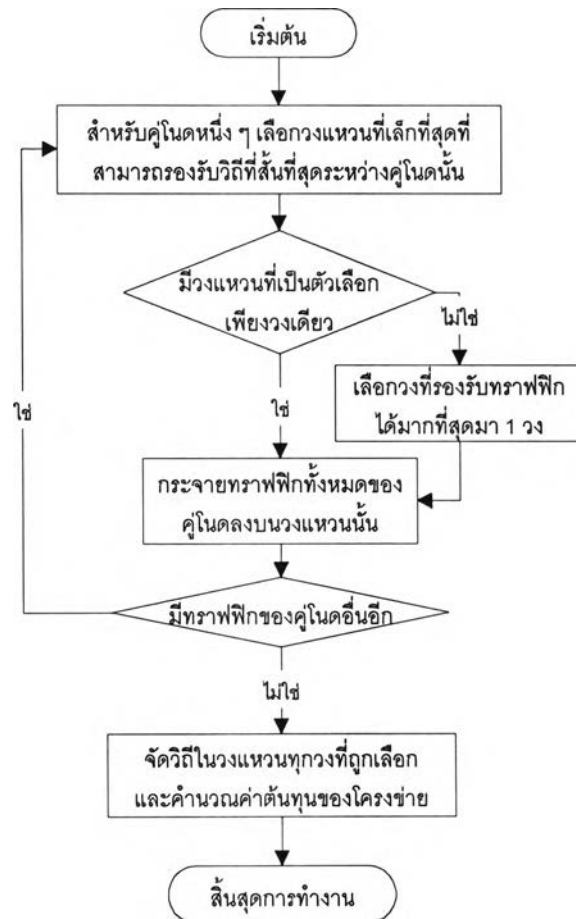 เริ่มต้น
สำหรับคู่โนดหนึ่ง ๆ เลือกวงแหวนที่เล็กที่สุดที่
สามารถรองรับวิถีที่สั้นที่สุดระหว่างคู่โนดนั้น
มีวงแหวนที่เป็นตัวเลือก
เพียงวงเดียว
ไม่ใช่
เลือกวงที่รองรับทราฟฟิก
ได้มากที่สุดมา 1 วง
ใช่
ใช่
กระจายทราฟฟิกทั้งหมดของ
คู่โนดลงบนวงแหวนนั้น
มีทราฟฟิกของคู่โนดอื่นอีก
ไม่ใช่
จัดวิถีในวงแหวนทุกวงที่ถูกเลือก
และคำนวณค่าต้นทุนของโครงข่าย
สิ้นสุดการทำงาน